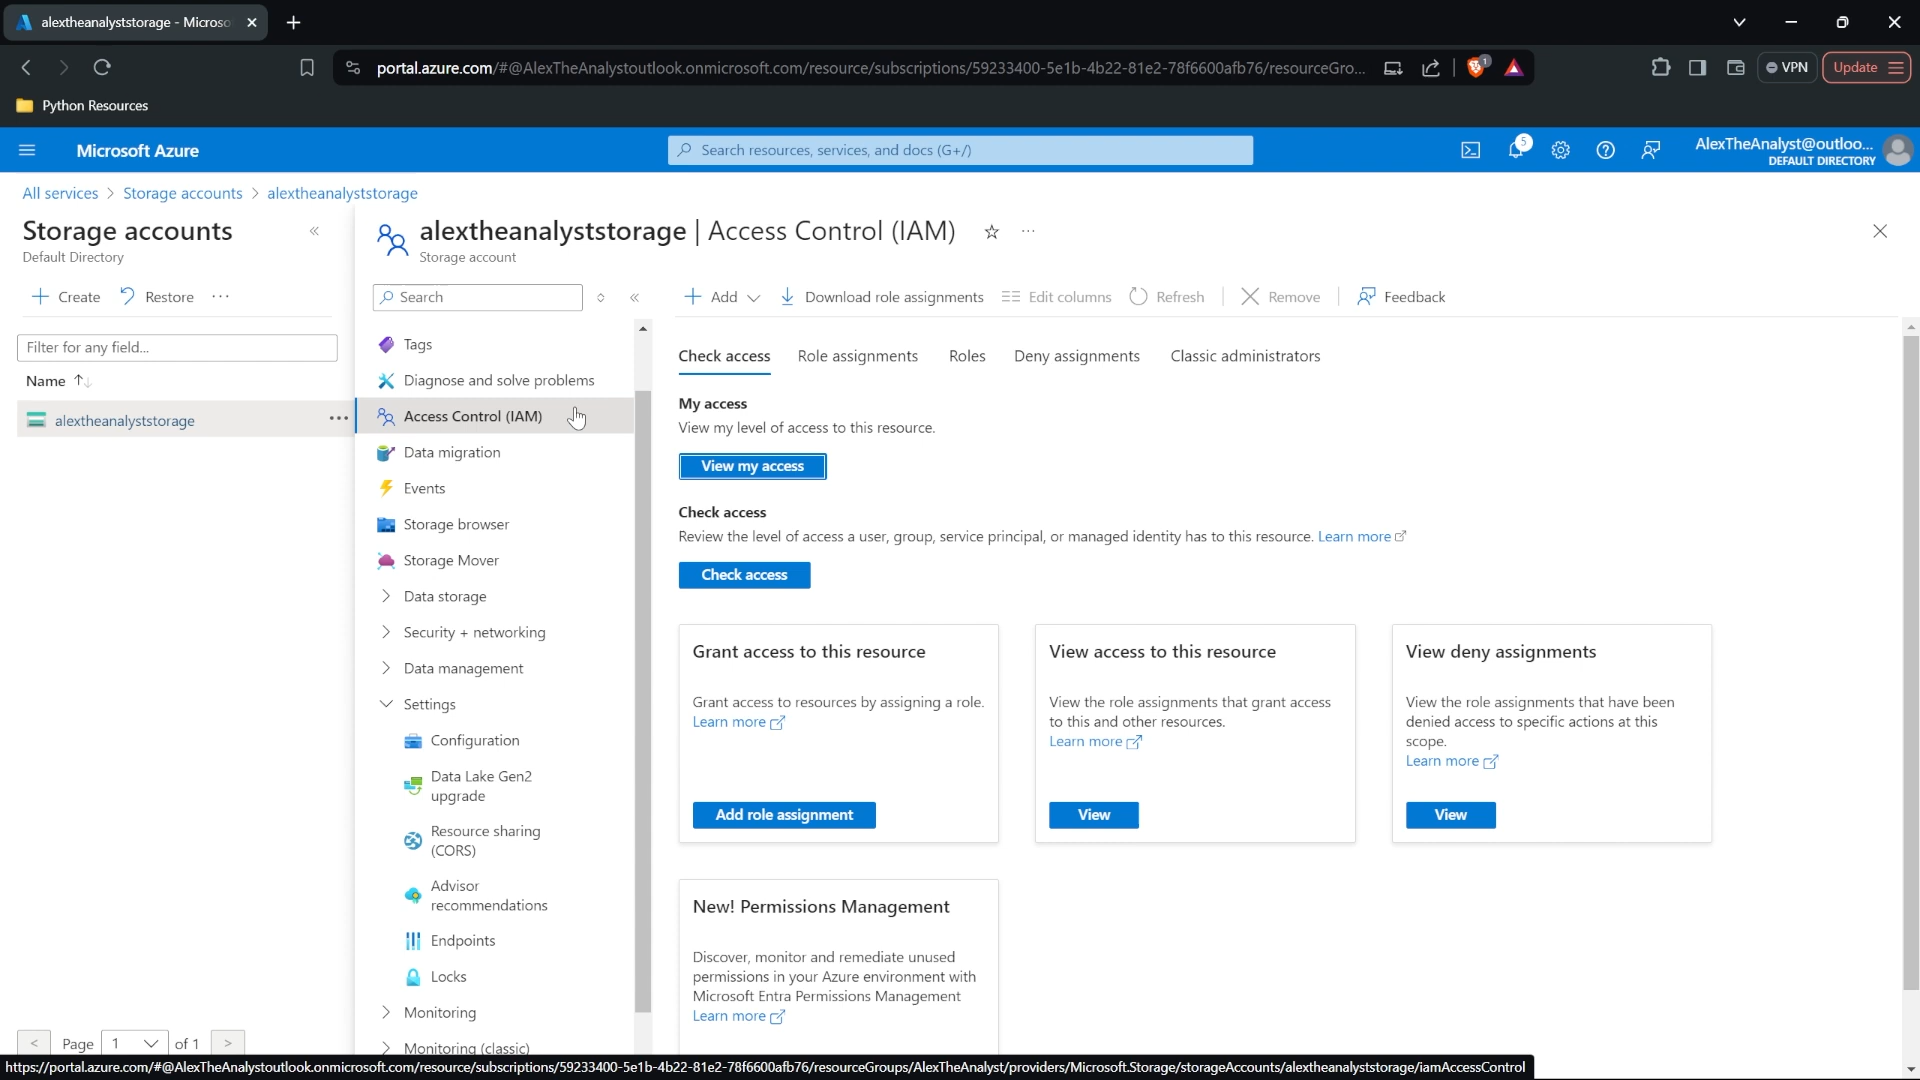 alextheanalyststorage - Microso
portal.azure.com/#@AlexTheAnalystoutlook.onmicrosoft.com/resource/subscriptions/59233400-5e1b-4b22-81e2-78f6600afb76/resourceGro...
1
VPN
Update
Python Resources
Microsoft Azure
Search resources, services, and docs (G+/)
5
AlexTheAnalyst@outloo...
DEFAULT DIRECTORY
All services > Storage accounts > alextheanalyststorage
Storage accounts
Default Directory
Create
Restore
...
Filter for any field...
Name
alextheanalyststorage
...
< Page 1 of 1 >
alextheanalyststorage | Access Control (IAM)
...
Storage account
Search
Tags
Diagnose and solve problems
Access Control (IAM)
Data migration
Events
Storage browser
Storage Mover
Data storage
Security + networking
Data management
Settings
Configuration
Data Lake Gen2
upgrade
Resource sharing
(CORS)
Advisor
recommendations
Endpoints
Locks
Monitoring
Monitoring (classic)
Add
Download role assignments
Edit columns
Refresh
Remove
Feedback
Check access
Role assignments
Roles
Deny assignments
Classic administrators
My access
View my level of access to this resource.
View my access
Check access
Review the level of access a user, group, service principal, or managed identity has to this resource. Learn more
Check access
Grant access to this resource
Grant access to resources by assigning a role.
Learn more
Add role assignment
View access to this resource
View the role assignments that grant access
to this and other resources.
Learn more
View
View deny assignments
View the role assignments that have been
denied access to specific actions at this
scope.
Learn more
View
New! Permissions Management
Discover, monitor and remediate unused
permissions in your Azure environment with
Microsoft Entra Permissions Management
Learn more
https://portal.azure.com/#@AlexTheAnalystoutlook.onmicrosoft.com/resource/subscriptions/59233400-5e1b-4b22-81e2-78f6600afb76/resourceGroups/AlexTheAnalyst/providers/Microsoft.Storage/storageAccounts/alextheanalyststorage/iamAccessControl